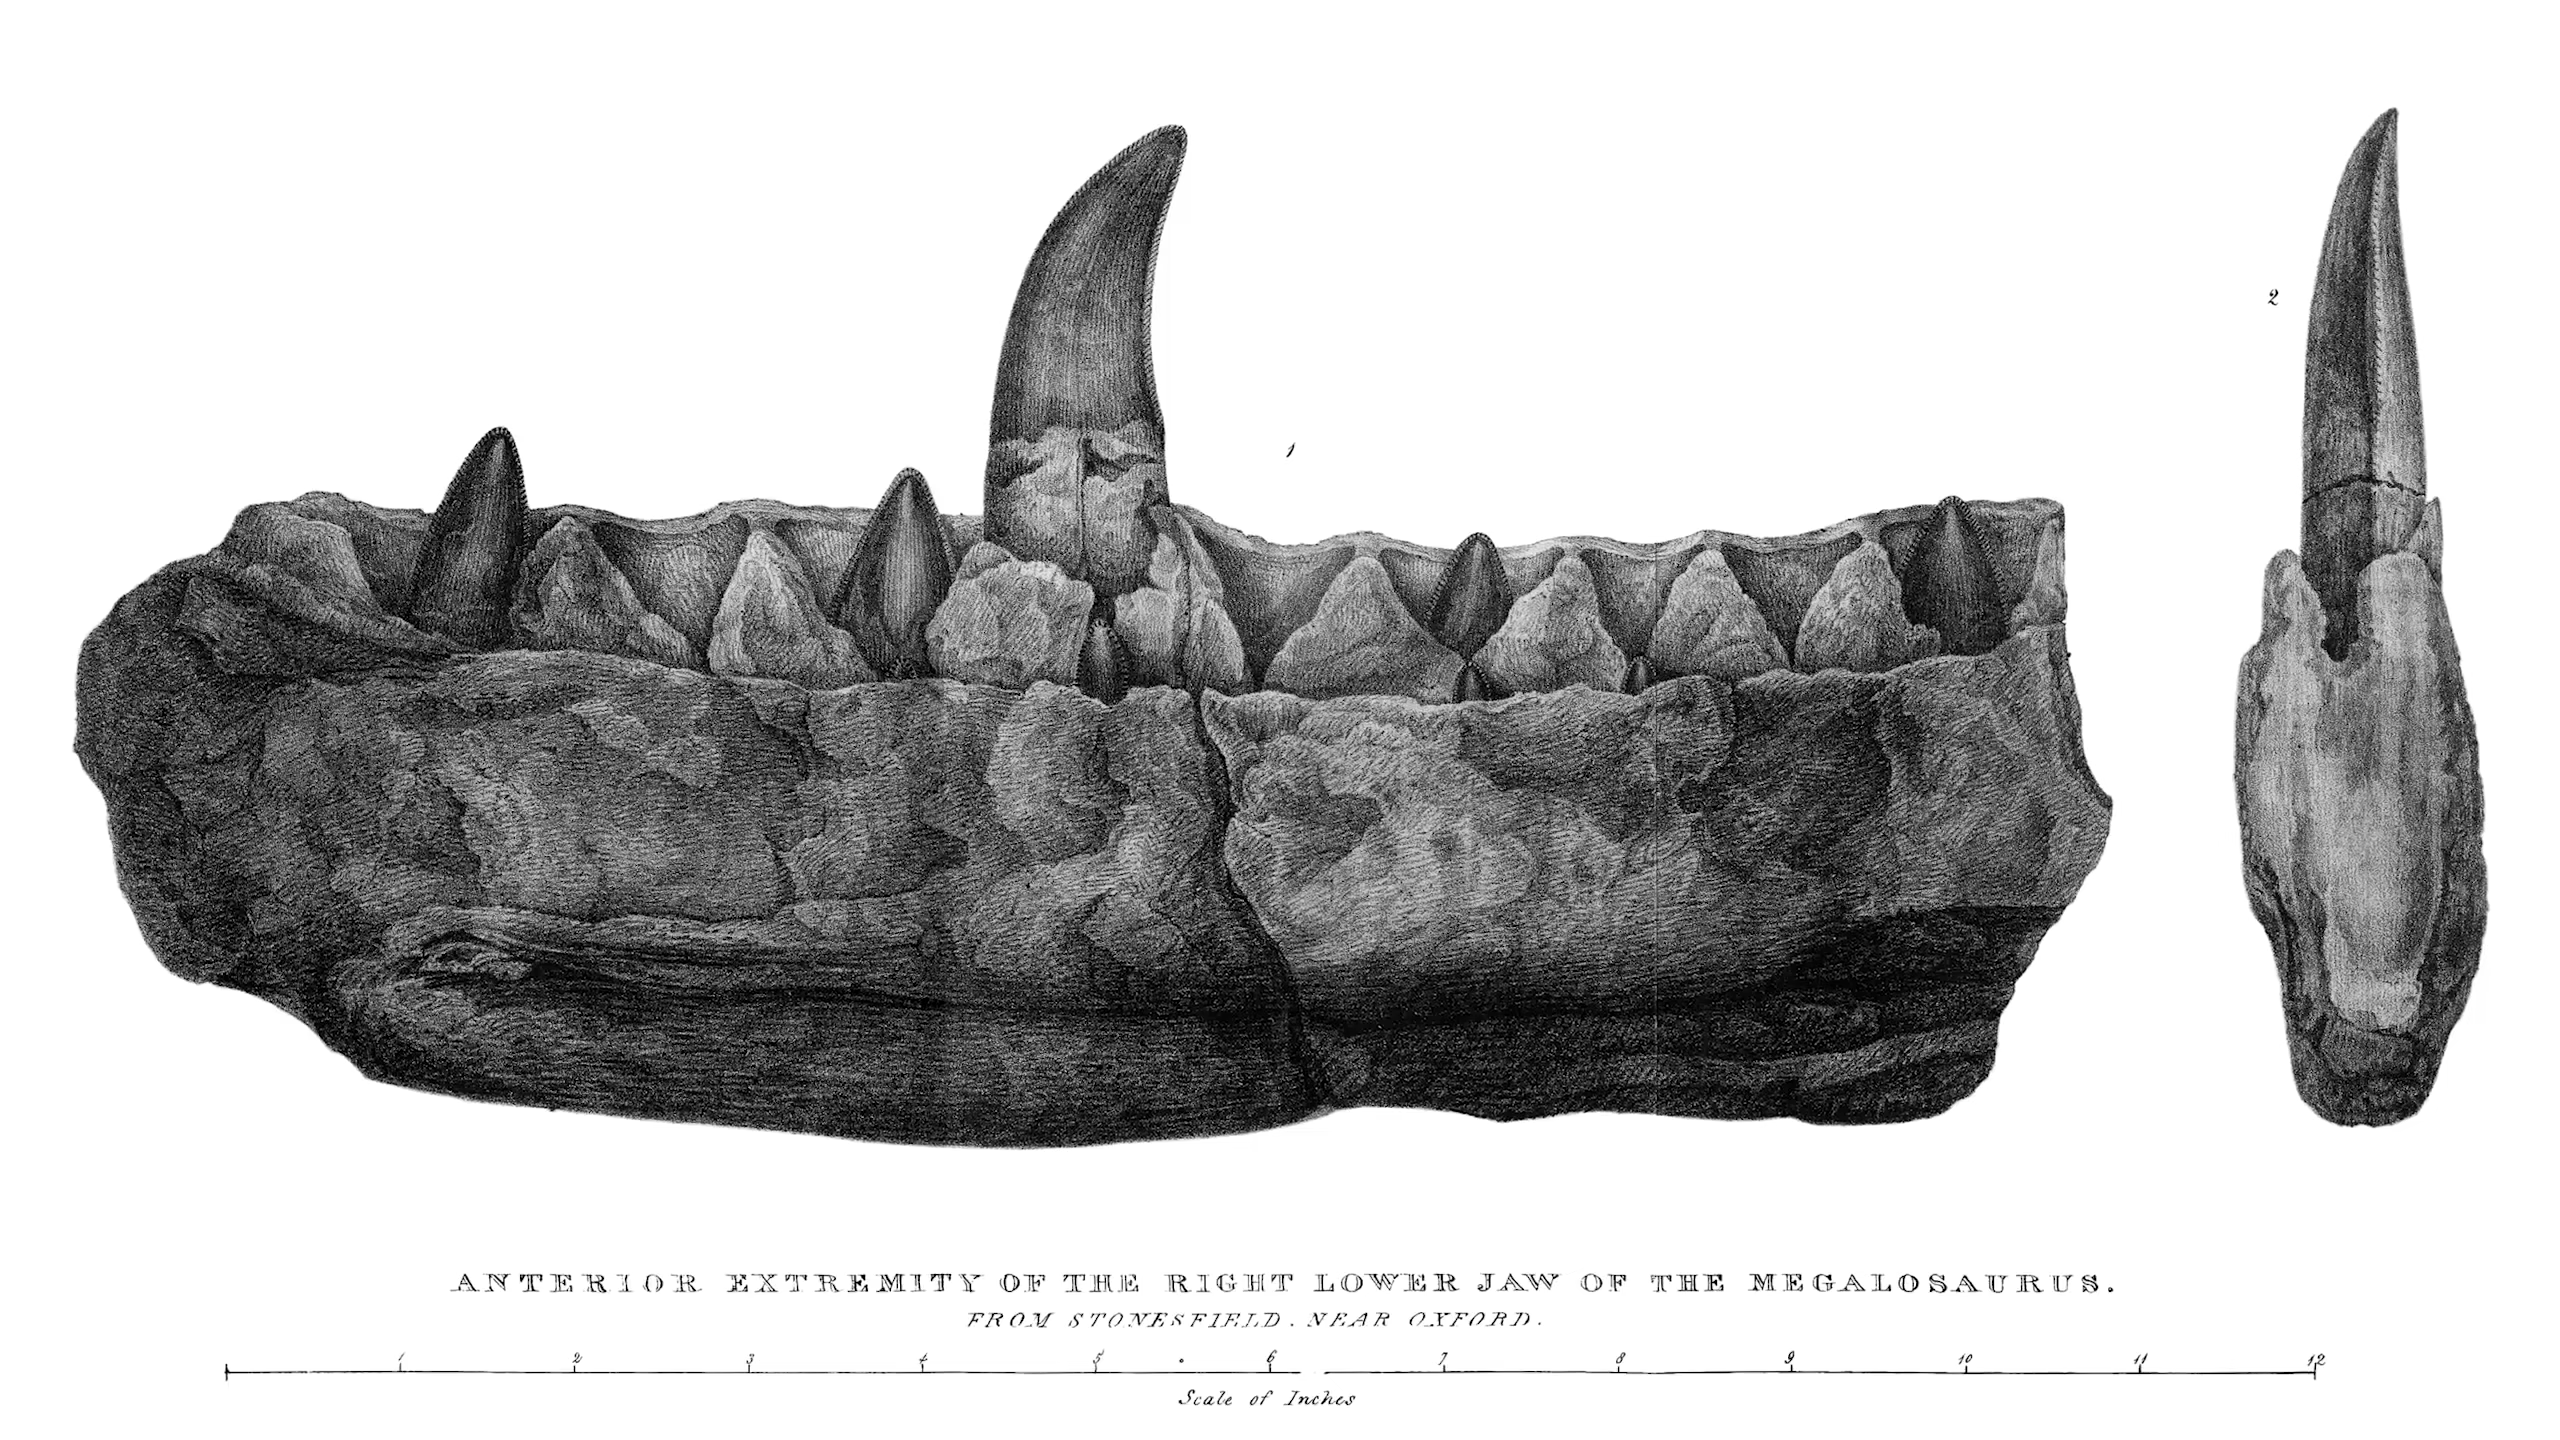 1
2
ANTERIOR EXTREMITY OF THE RIGHT LOWER JAW OF THE MEGALOSAURUS.
FROM STONESFIELD. NEAR OXFORD.
1 2 3 4 5 6 7 8 9 10 11 12
Scale of Inches